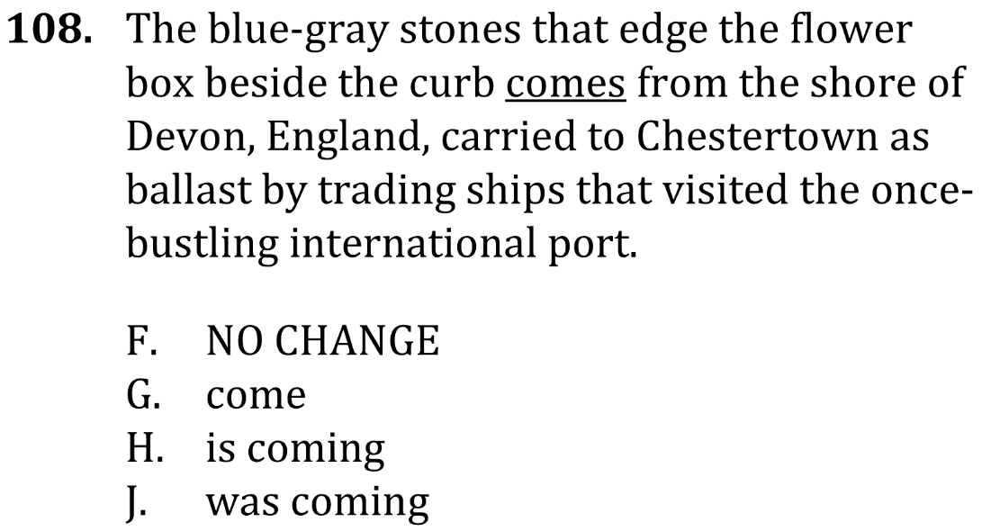 108. The blue-gray stones that edge the flower
box beside the curb comes from the shore of
Devon, England, carried to Chestertown as
ballast by trading ships that visited the once-
bustling international port.
F. NO CHANGE
G. come
H. is coming
J. was coming